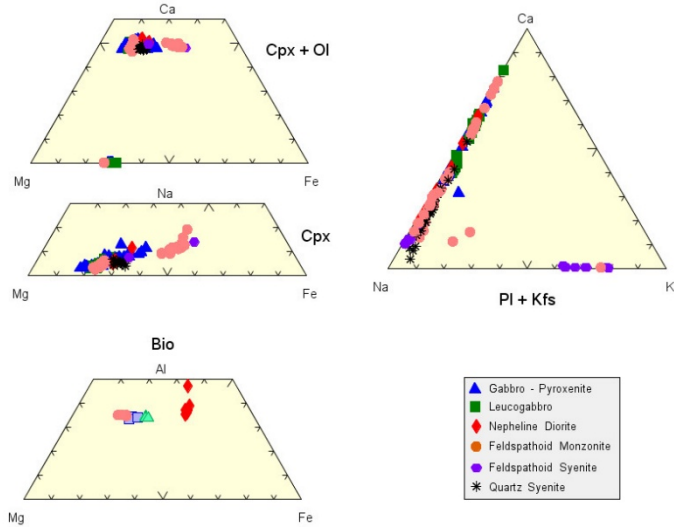 Ca
Cpx + Ol
Mg
Fe
Na
Cpx
Mg
Fe
Bio
Al
Mg
Fe
Ca
Na
K
Pl + Kfs
Gabbro - Pyroxenite
Leucogabbro
Nepheline Diorite
Feldspathoid Monzonite
Feldspathoid Syenite
Quartz Syenite